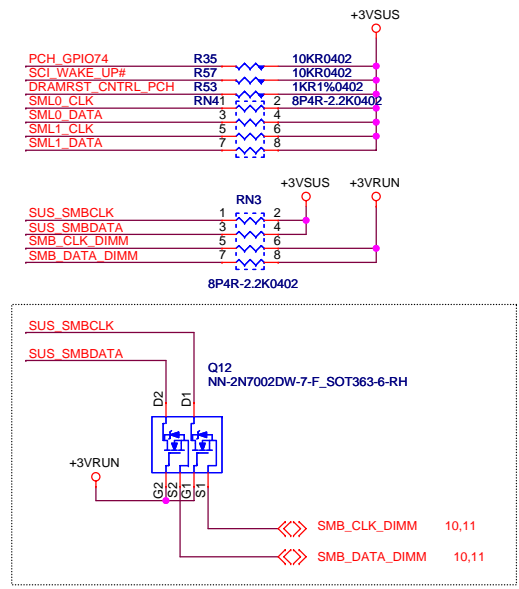 +3VSUS
PCH_GPIO74 R35 10KR0402
SCI_WAKE_UP# R57 10KR0402
DRAMRST_CNTRL_PCH R53 1KR1%0402
SML0_CLK RN4 1 2 8P4R-2.2K0402
SML0_DATA 3 4
SML1_CLK 5 6
SML1_DATA 7 8
+3VSUS +3VRUN
RN3
SUS_SMBCLK 1 2
SUS_SMBDATA 3 4
SMB_CLK_DIMM 5 6
SMB_DATA_DIMM 7 8
8P4R-2.2K0402
SUS_SMBCLK
SUS_SMBDATA
Q12
NN-2N7002DW-7-F_SOT363-6-RH
D2 D1
+3VRUN
G2 S2 G1 S1
SMB_CLK_DIMM 10,11
SMB_DATA_DIMM 10,11